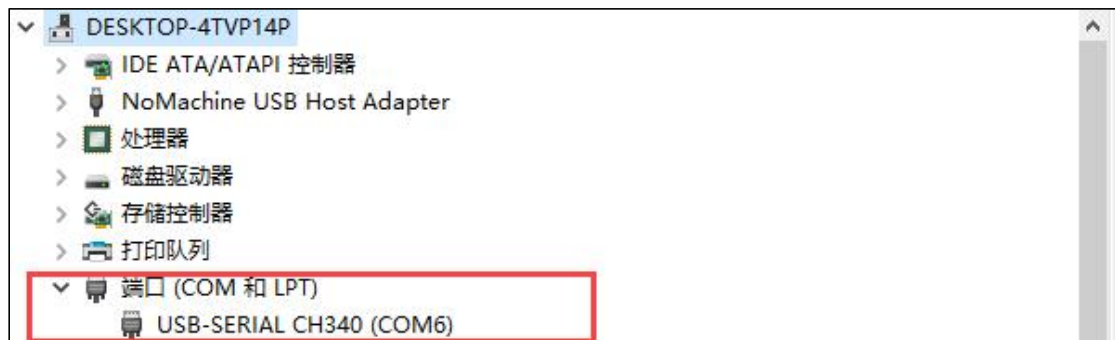 DESKTOP-4TVP14P
IDE ATA/ATAPI 控制器
NoMachine USB Host Adapter
处理器
磁盘驱动器
存储控制器
打印队列
端口 (COM 和 LPT)
USB-SERIAL CH340 (COM6)